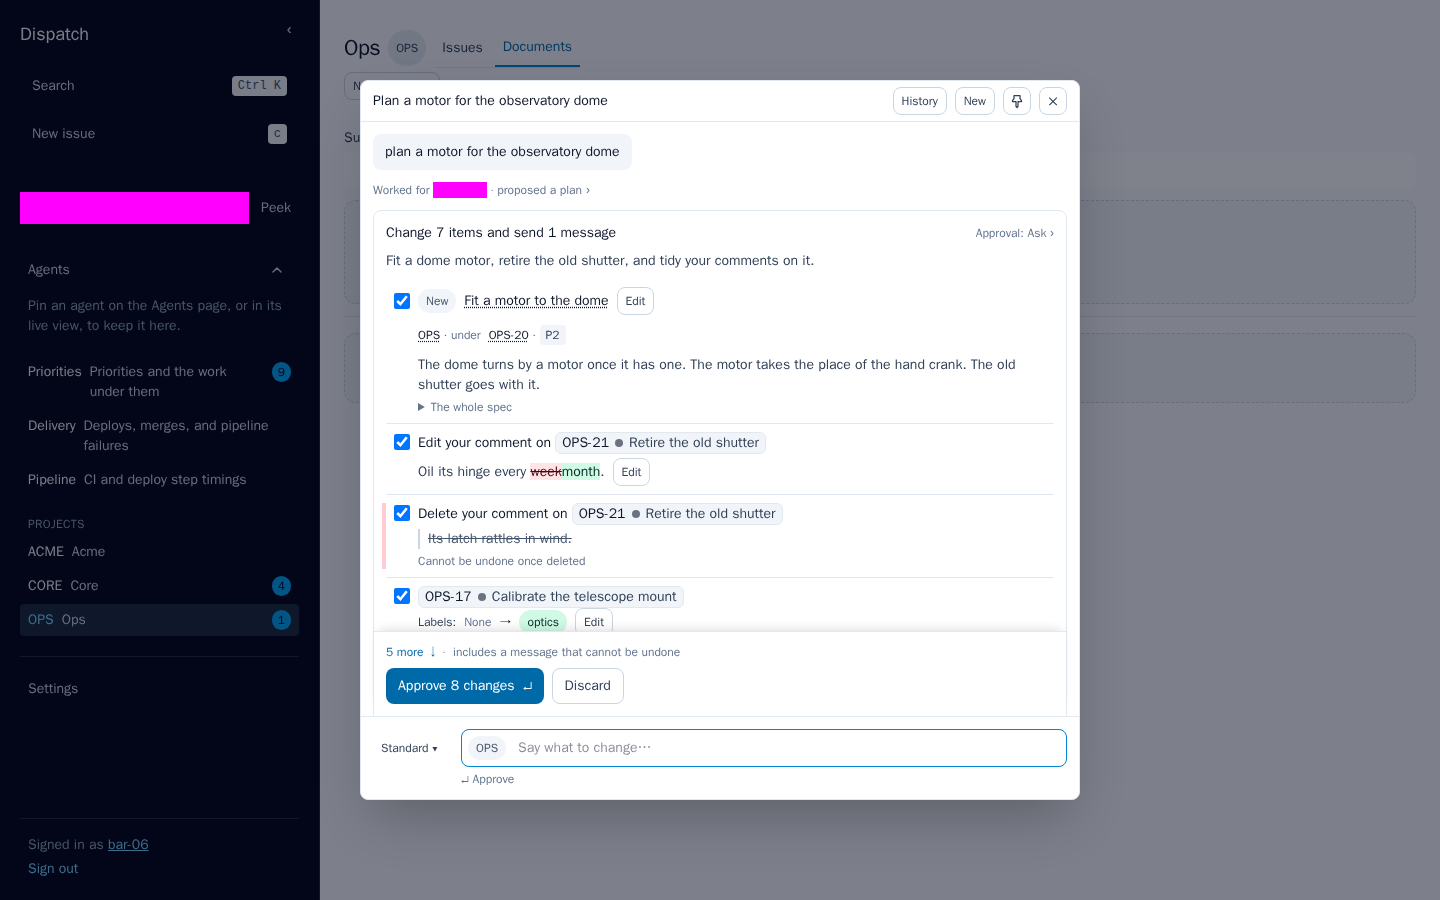 Dispatch
Search Ctrl K
New issue C
Peek
Agents
Pin an agent on the Agents page, or in its
live view, to keep it here.
Priorities Priorities and the work
under them 9
Delivery Deploys, merges, and pipeline
failures
Pipeline CI and deploy step timings
PROJECTS
ACME Acme
CORE Core 4
OPS Ops 1
Settings
Signed in as bar-06
Sign out
Ops OPS Issues Documents
Plan a motor for the observatory dome History New
plan a motor for the observatory dome
Worked for · proposed a plan ›
Change 7 items and send 1 message Approval: Ask ›
Fit a dome motor, retire the old shutter, and tidy your comments on it.
New Fit a motor to the dome Edit
OPS · under OPS-20 · P2
The dome turns by a motor once it has one. The motor takes the place of the hand crank. The old
shutter goes with it.
The whole spec
Edit your comment on OPS-21 Retire the old shutter
Oil its hinge every weekmonth. Edit
Delete your comment on OPS-21 Retire the old shutter
Its latch rattles in wind.
Cannot be undone once deleted
OPS-17 Calibrate the telescope mount
Labels: None → optics Edit
5 more ↓ · includes a message that cannot be undone
Approve 8 changes ↵ Discard
Standard ▾ OPS Say what to change…
↵ Approve